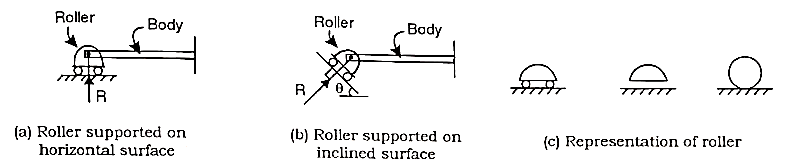 Roller
Body
R
(a) Roller supported on
horizontal surface
Roller
Body
R
θ
(b) Roller supported on
inclined surface
(c) Representation of roller